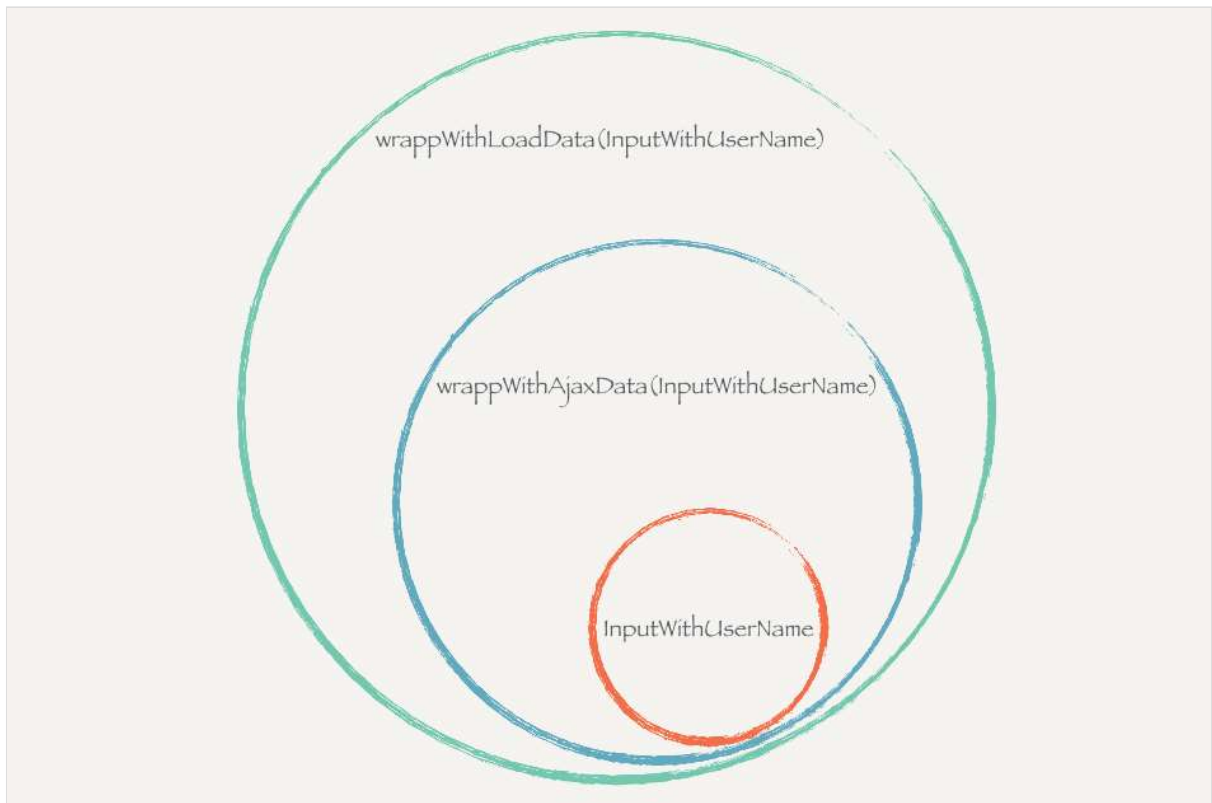 wrappWithLoadData(InputWithUserName)
wrappWithAjaxData(InputWithUserName)
InputWithUserName